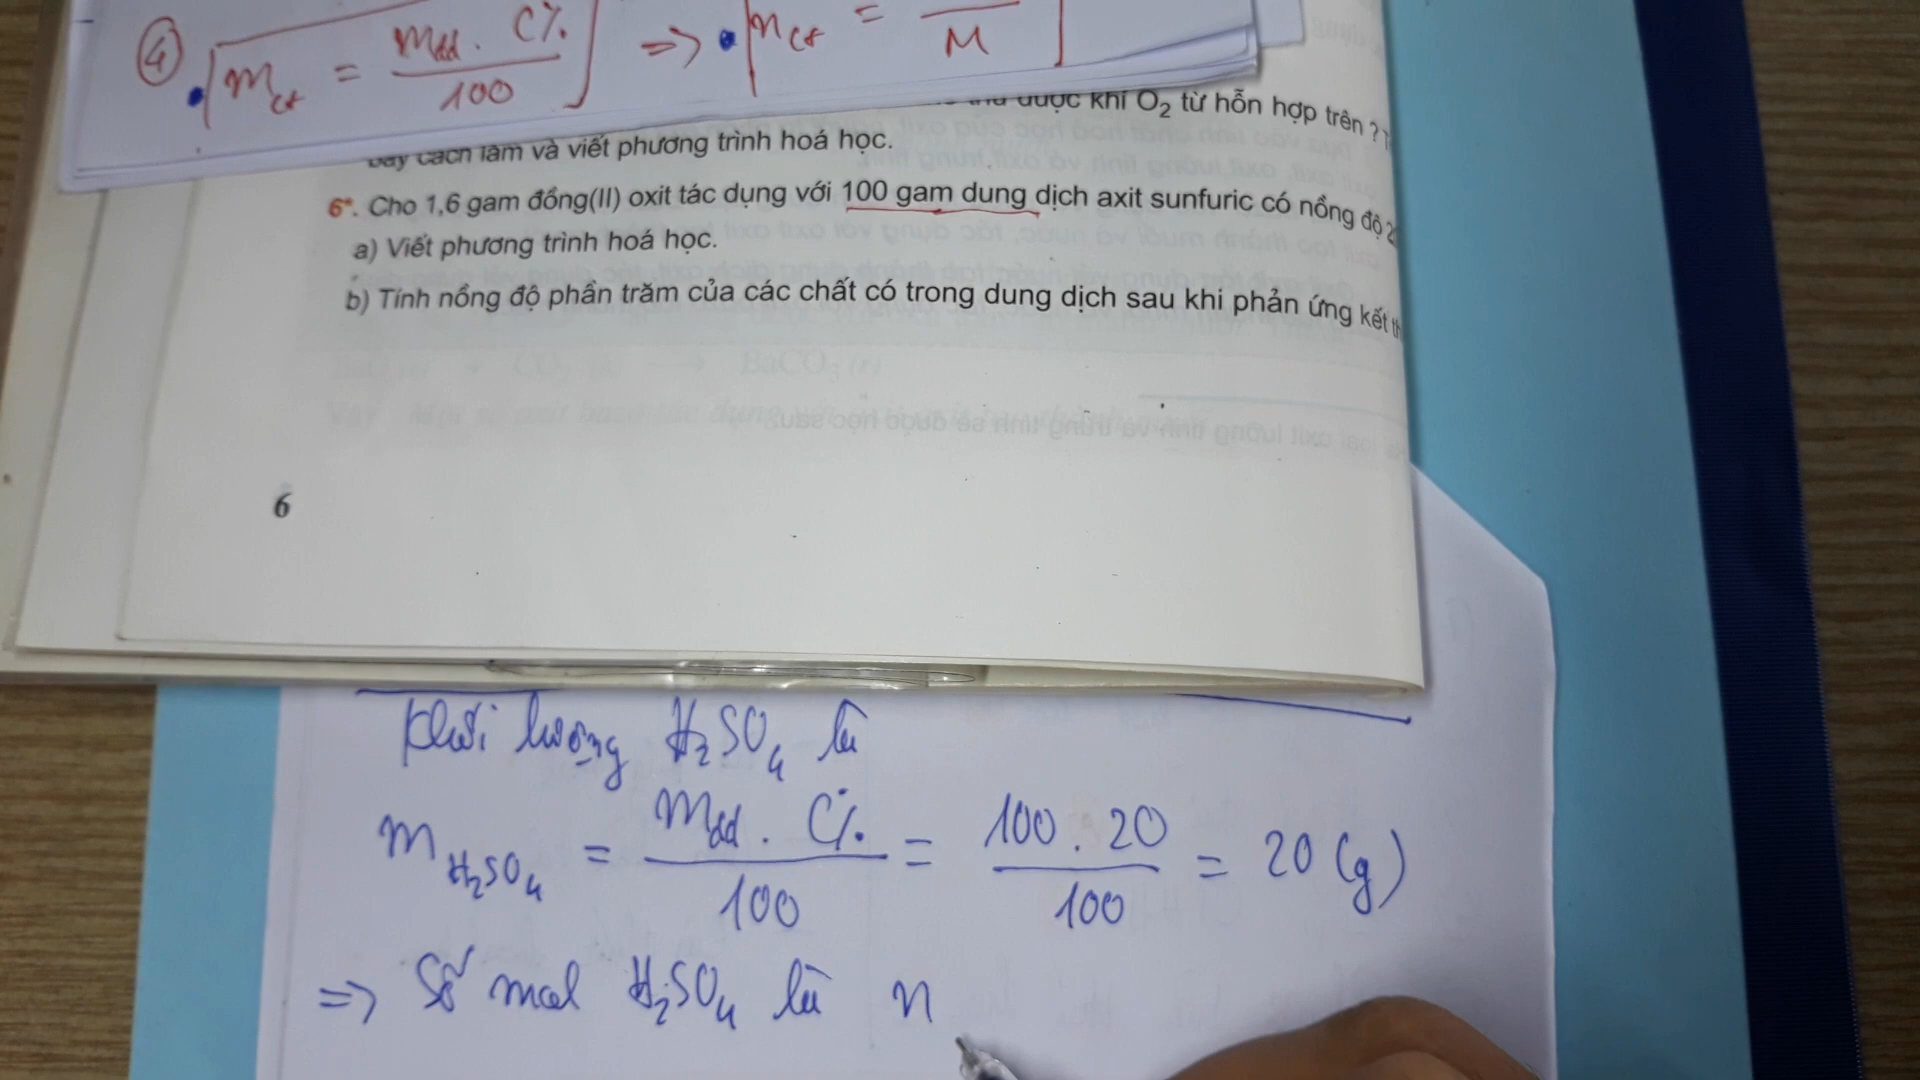 ④ m_ct = m_dd . C% / 100 => n_ct = / M
được khí O₂ từ hỗn hợp trên ?
bày cách làm và viết phương trình hoá học.
6*. Cho 1,6 gam đồng(II) oxit tác dụng với 100 gam dung dịch axit sunfuric có nồng độ
a) Viết phương trình hoá học.
b) Tính nồng độ phần trăm của các chất có trong dung dịch sau khi phản ứng kết
6
Khối lượng H₂SO₄ là
m_H₂SO₄ = m_dd . C% / 100 = 100 . 20 / 100 = 20 (g)
=> Số mol H₂SO₄ là n